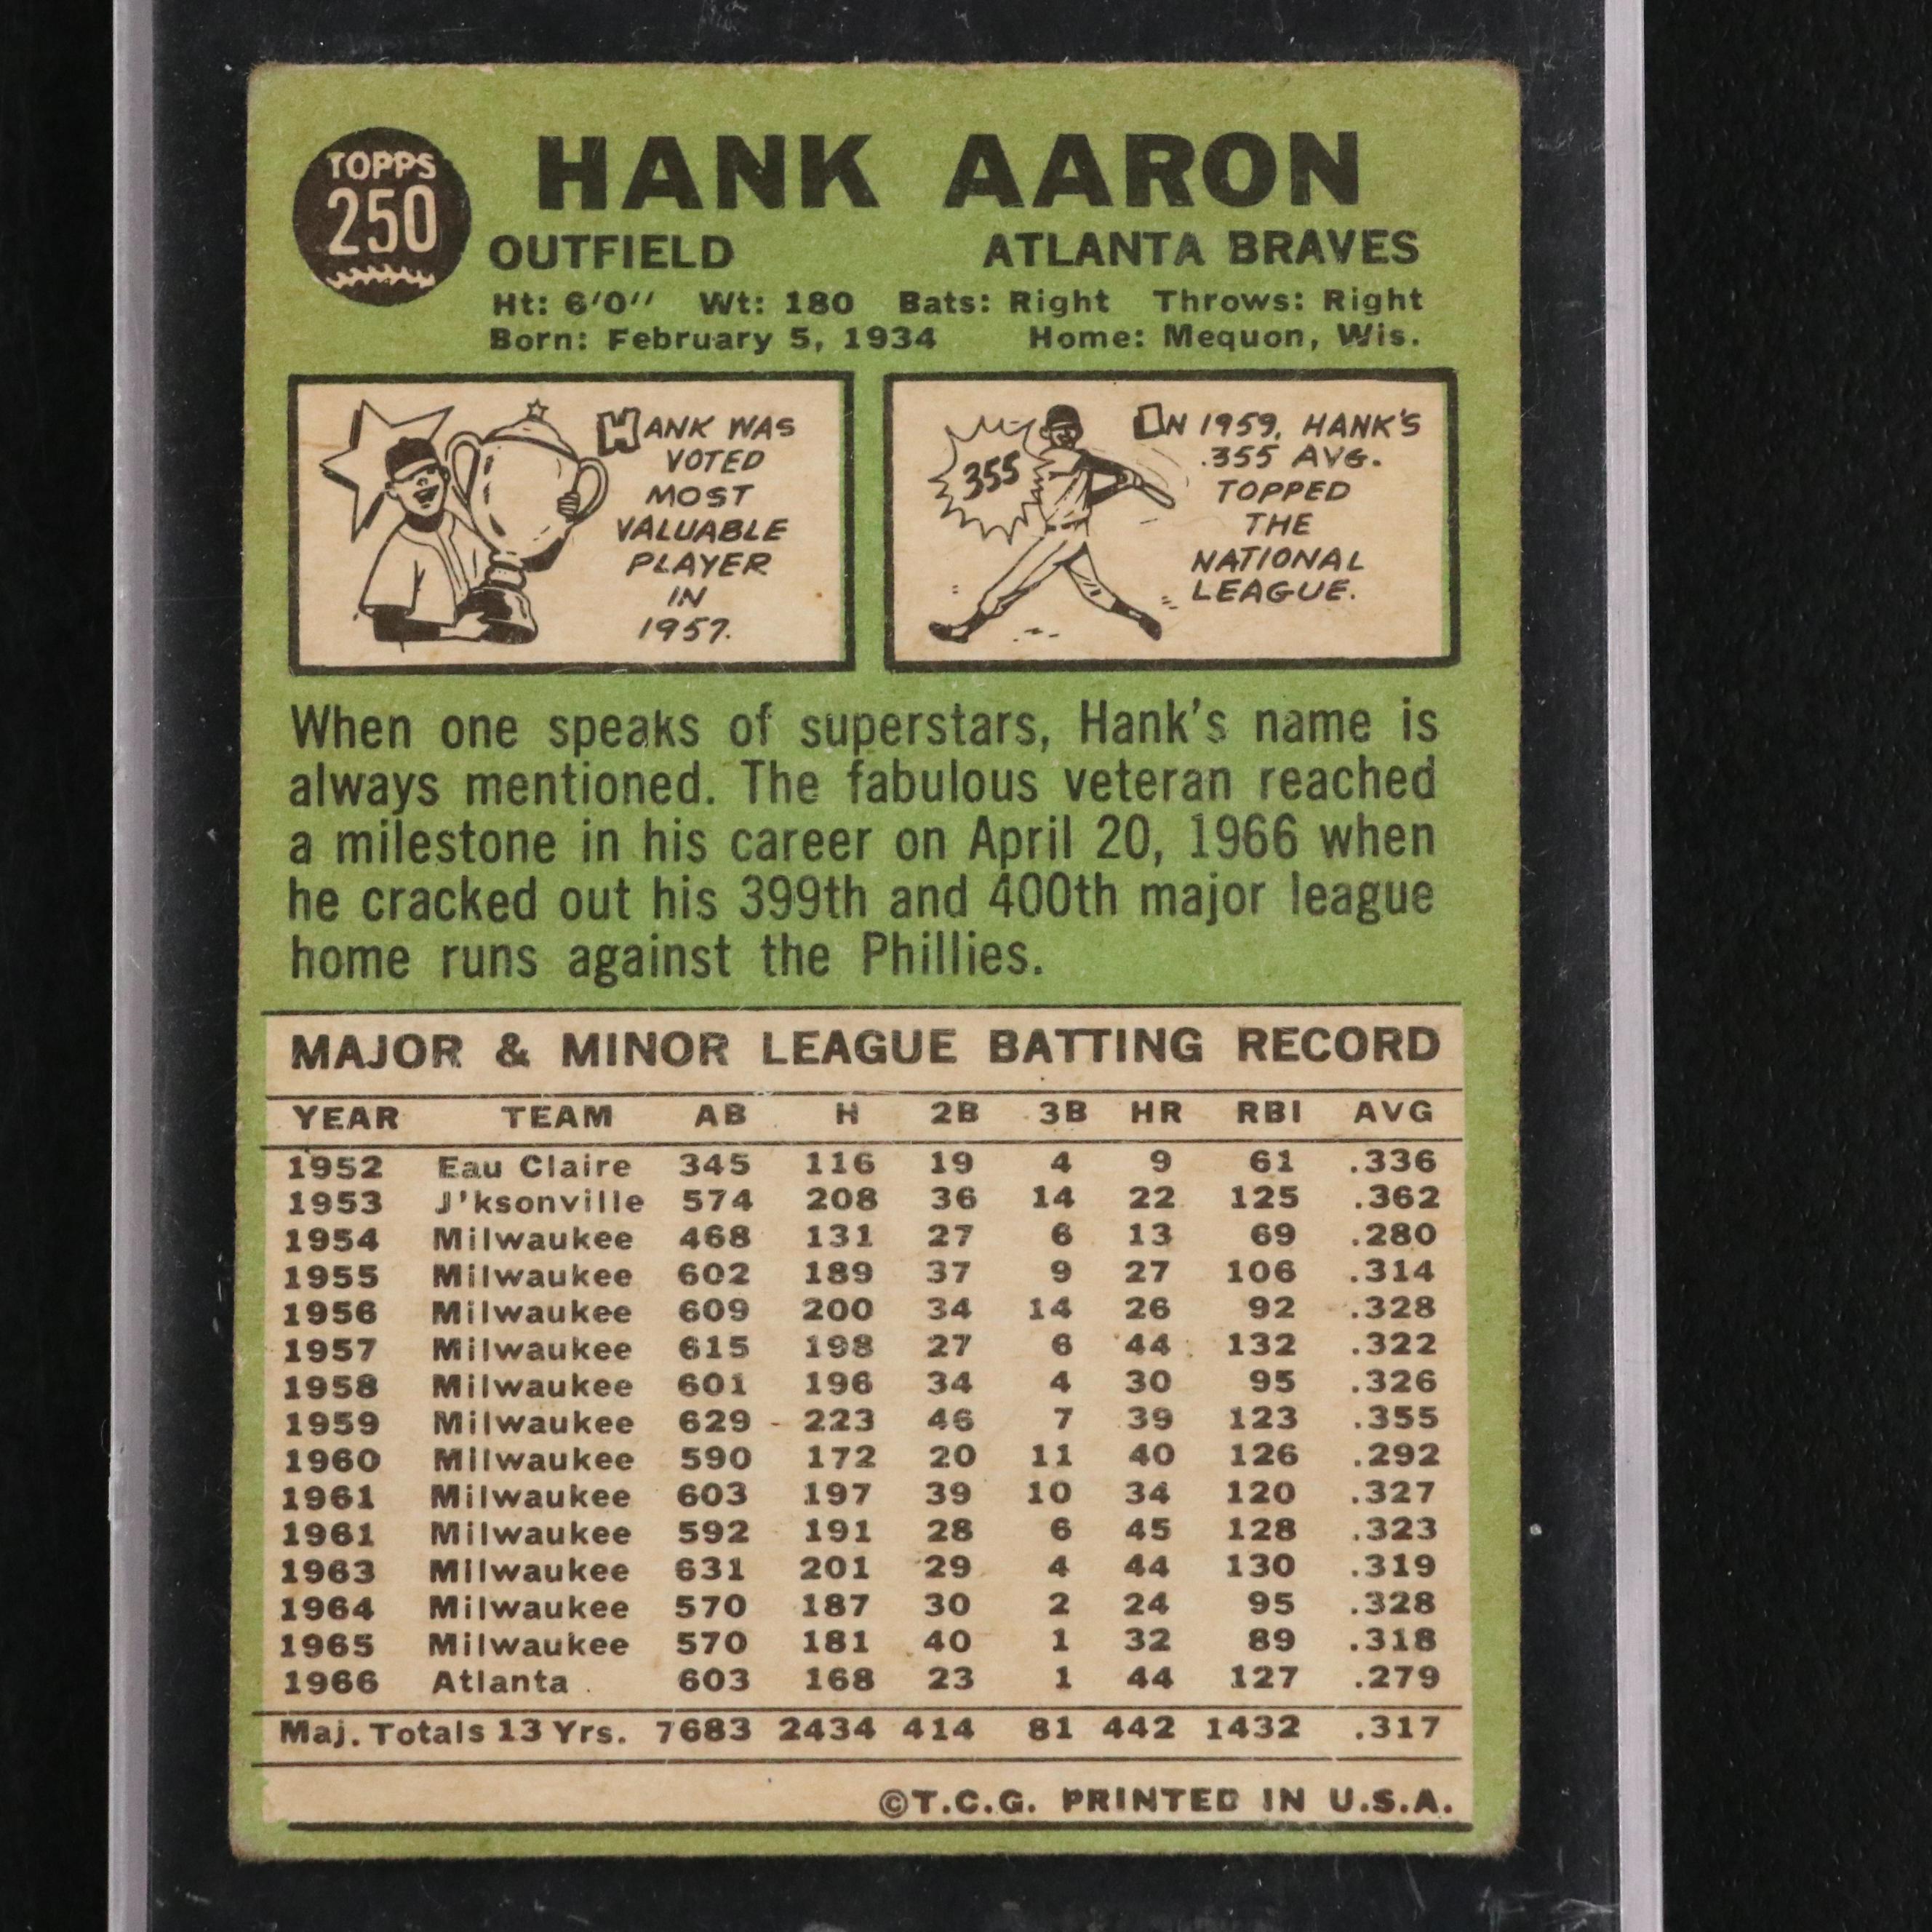 TOPPS
250
HANK AARON
OUTFIELD ATLANTA BRAVES
Ht: 6'0" Wt: 180 Bats: Right Throws: Right
Born: February 5, 1934 Home: Mequon, Wis.
HANK WAS
VOTED
MOST
VALUABLE
PLAYER
IN
1957.
355
IN 1959, HANK'S
.355 AVG.
TOPPED
THE
NATIONAL
LEAGUE.
When one speaks of superstars, Hank's name is
always mentioned. The fabulous veteran reached
a milestone in his career on April 20, 1966 when
he cracked out his 399th and 400th major league
home runs against the Phillies.
MAJOR & MINOR LEAGUE BATTING RECORD
YEAR TEAM AB H 2B 3B HR RBI AVG
1952 Eau Claire 345 116 19 4 9 61 .336
1953 J'ksonville 574 208 36 14 22 125 .362
1954 Milwaukee 468 131 27 6 13 69 .280
1955 Milwaukee 602 189 37 9 27 106 .314
1956 Milwaukee 609 200 34 14 26 92 .328
1957 Milwaukee 615 198 27 6 44 132 .322
1958 Milwaukee 601 196 34 4 30 95 .326
1959 Milwaukee 629 223 46 7 39 123 .355
1960 Milwaukee 590 172 20 11 40 126 .292
1961 Milwaukee 603 197 39 10 34 120 .327
1961 Milwaukee 592 191 28 6 45 128 .323
1963 Milwaukee 631 201 29 4 44 130 .319
1964 Milwaukee 570 187 30 2 24 95 .328
1965 Milwaukee 570 181 40 1 32 89 .318
1966 Atlanta 603 168 23 1 44 127 .279
Maj. Totals 13 Yrs. 7683 2434 414 81 442 1432 .317
©T.C.G. PRINTED IN U.S.A.